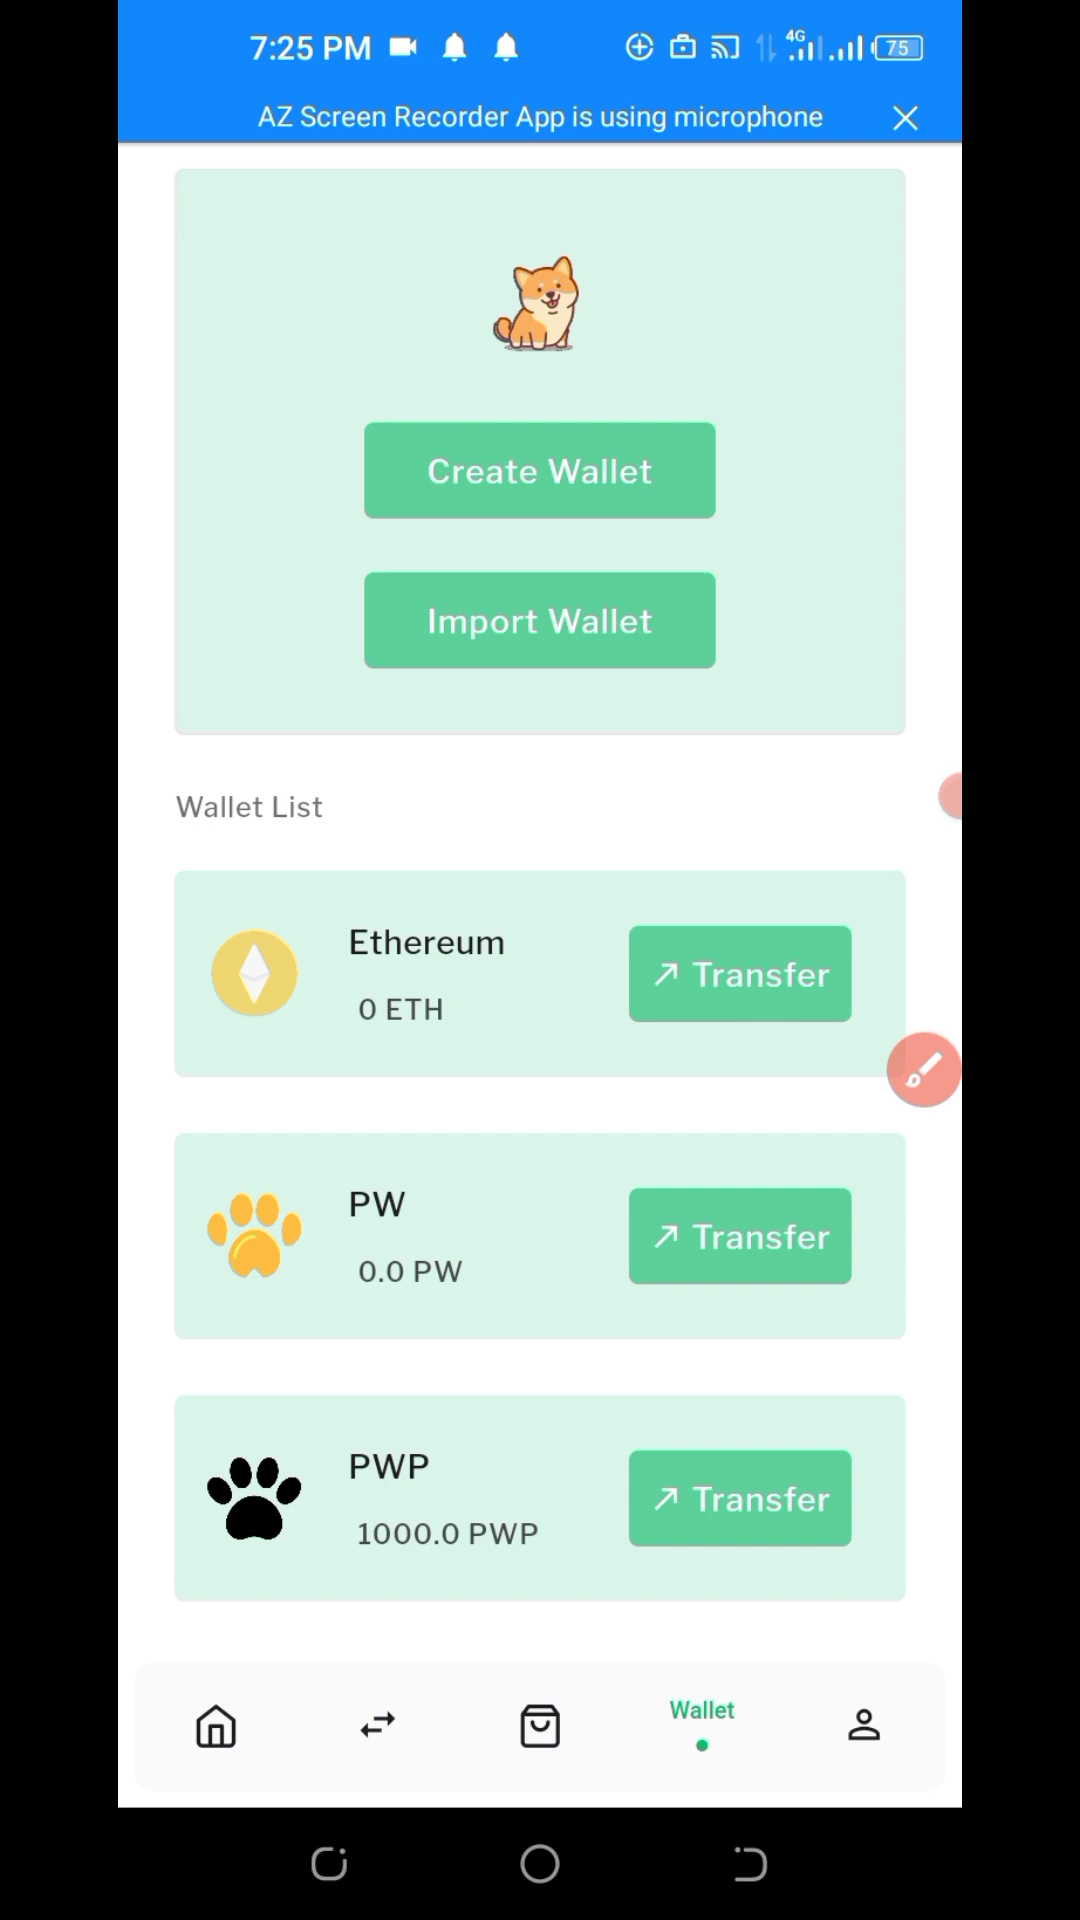 7:25 PM 4G 75
AZ Screen Recorder App is using microphone
Create Wallet
Import Wallet
Wallet List
Ethereum
0 ETH
Transfer
PW
0.0 PW
Transfer
PWP
1000.0 PWP
Transfer
Wallet